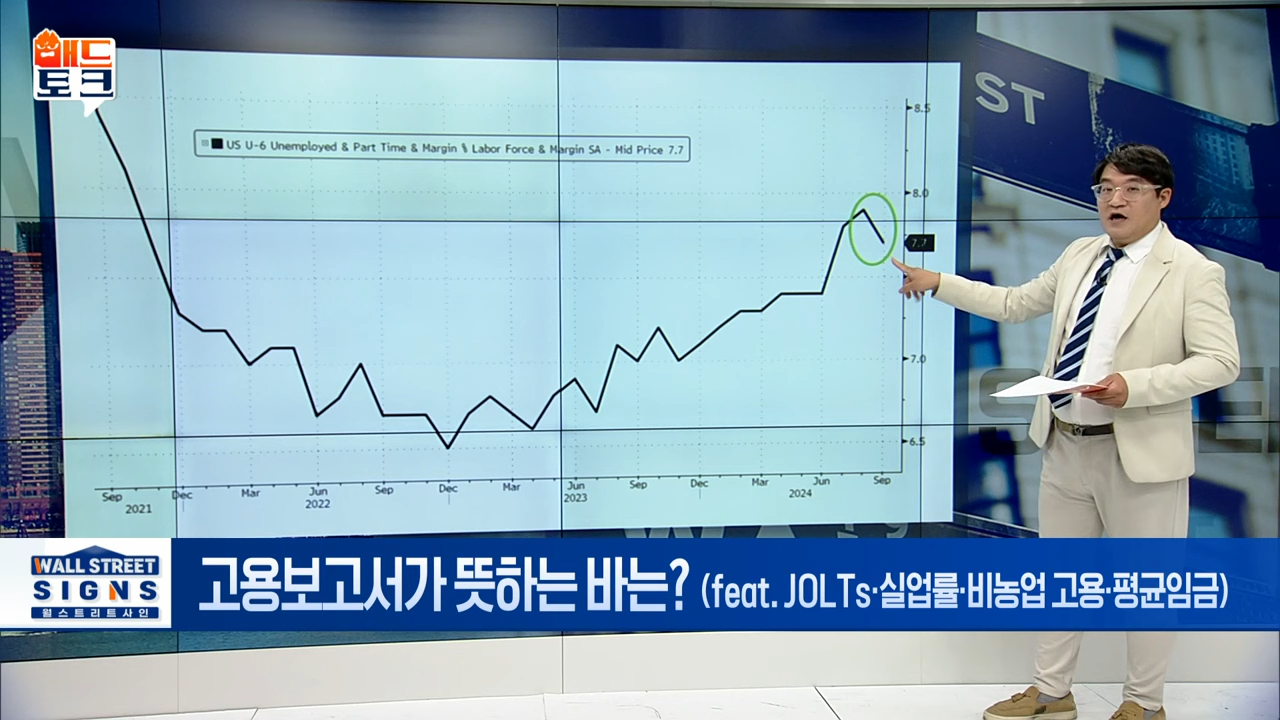 매드
토크
ST
8.5
US U-6 Unemployed & Part Time & Margin % Labor Force & Margin SA - Mid Price 7.7
8.0
7.7
7.0
6.5
Sep Dec Mar Jun Sep Dec Mar Jun Sep Dec Mar Jun Sep
2021 2022 2023 2024
WALL STREET
SIGNS
월스트리트사인
고용보고서가 뜻하는 바는? (feat. JOLTs·실업률·비농업 고용·평균임금)